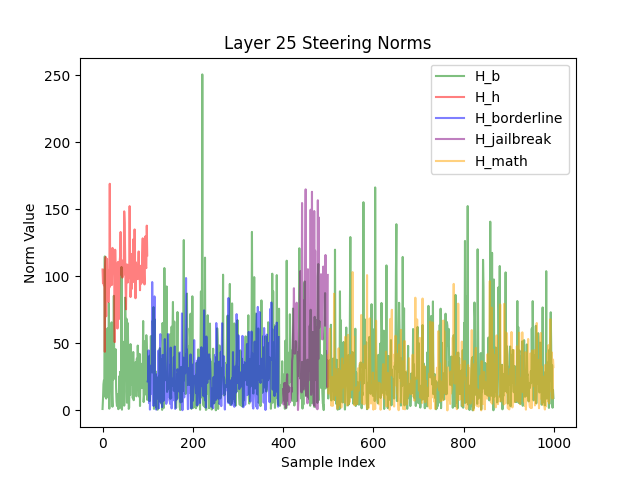 Layer 25 Steering Norms
H_b
H_h
H_borderline
H_jailbreak
H_math
Norm Value
250
200
150
100
50
0
0 200 400 600 800 1000
Sample Index